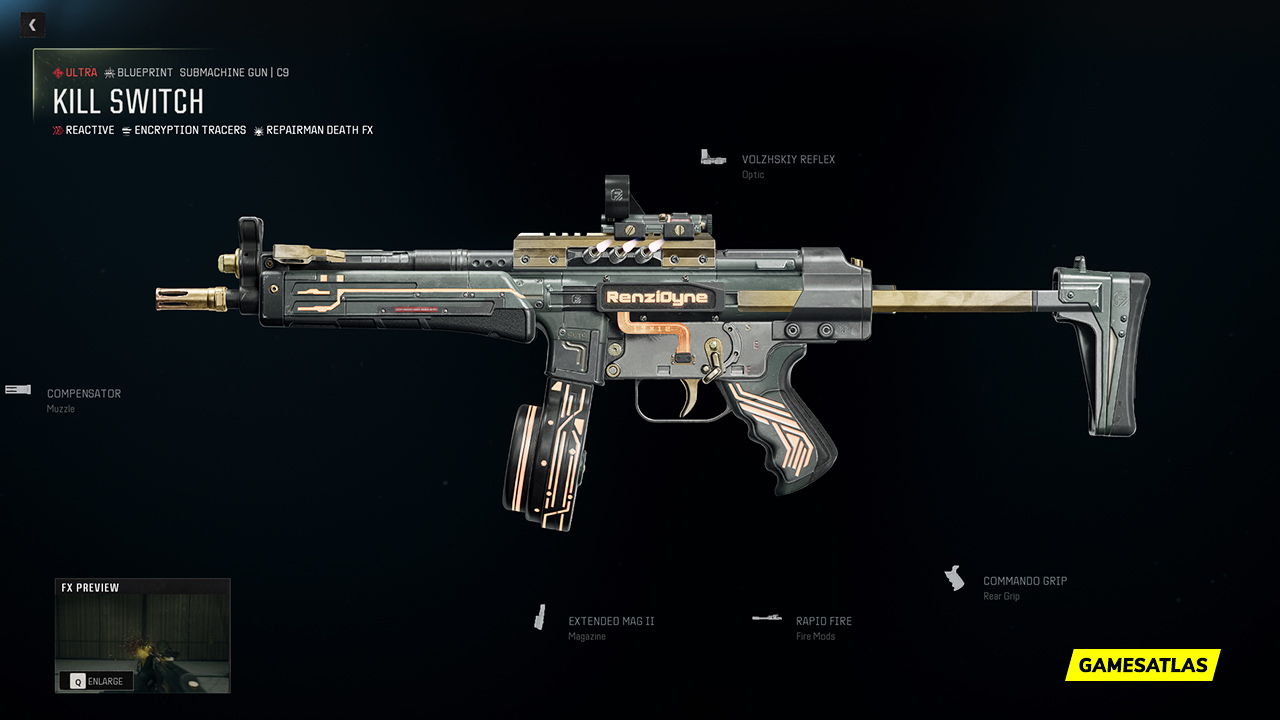 ULTRA BLUEPRINT SUBMACHINE GUN | C9
KILL SWITCH
REACTIVE ENCRYPTION TRACERS REPAIRMAN DEATH FX
VOLZHSKIY REFLEX
Optic
RenziDyne
COMPENSATOR
Muzzle
FX PREVIEW
Q ENLARGE
EXTENDED MAG II
Magazine
RAPID FIRE
Fire Mods
COMMANDO GRIP
Rear Grip
GAMESATLAS